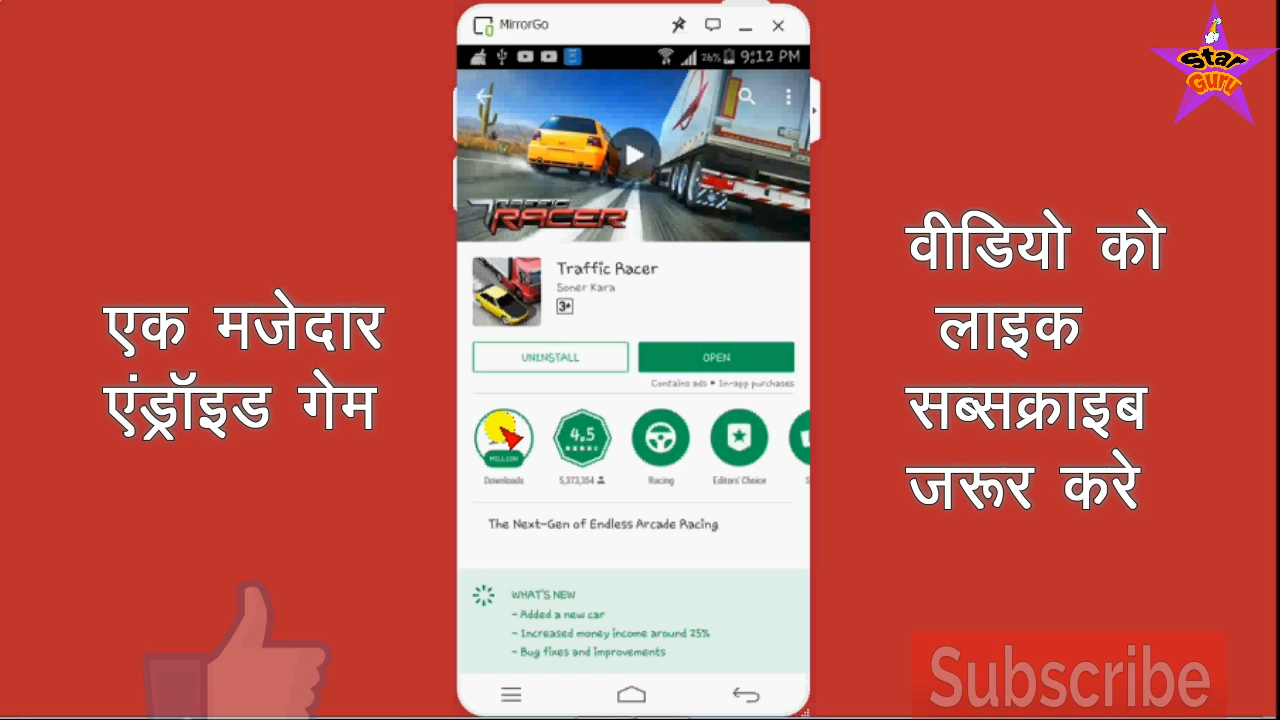 MirrorGo
26% 9:12 PM
Star
Guru
TRAFFIC
RACER
Traffic Racer
Soner Kara
3+
UNINSTALL
OPEN
Contains ads • In-app purchases
MILLION
4.5
Downloads
5,373,354
Racing
Editors' Choice
The Next-Gen of Endless Arcade Racing
WHAT'S NEW
- Added a new car
- Increased money income around 25%
- Bug fixes and improvements
एक मजेदार
एंड्रॉइड गेम
वीडियो को
लाइक
सब्सक्राइब
जरूर करे
Subscribe